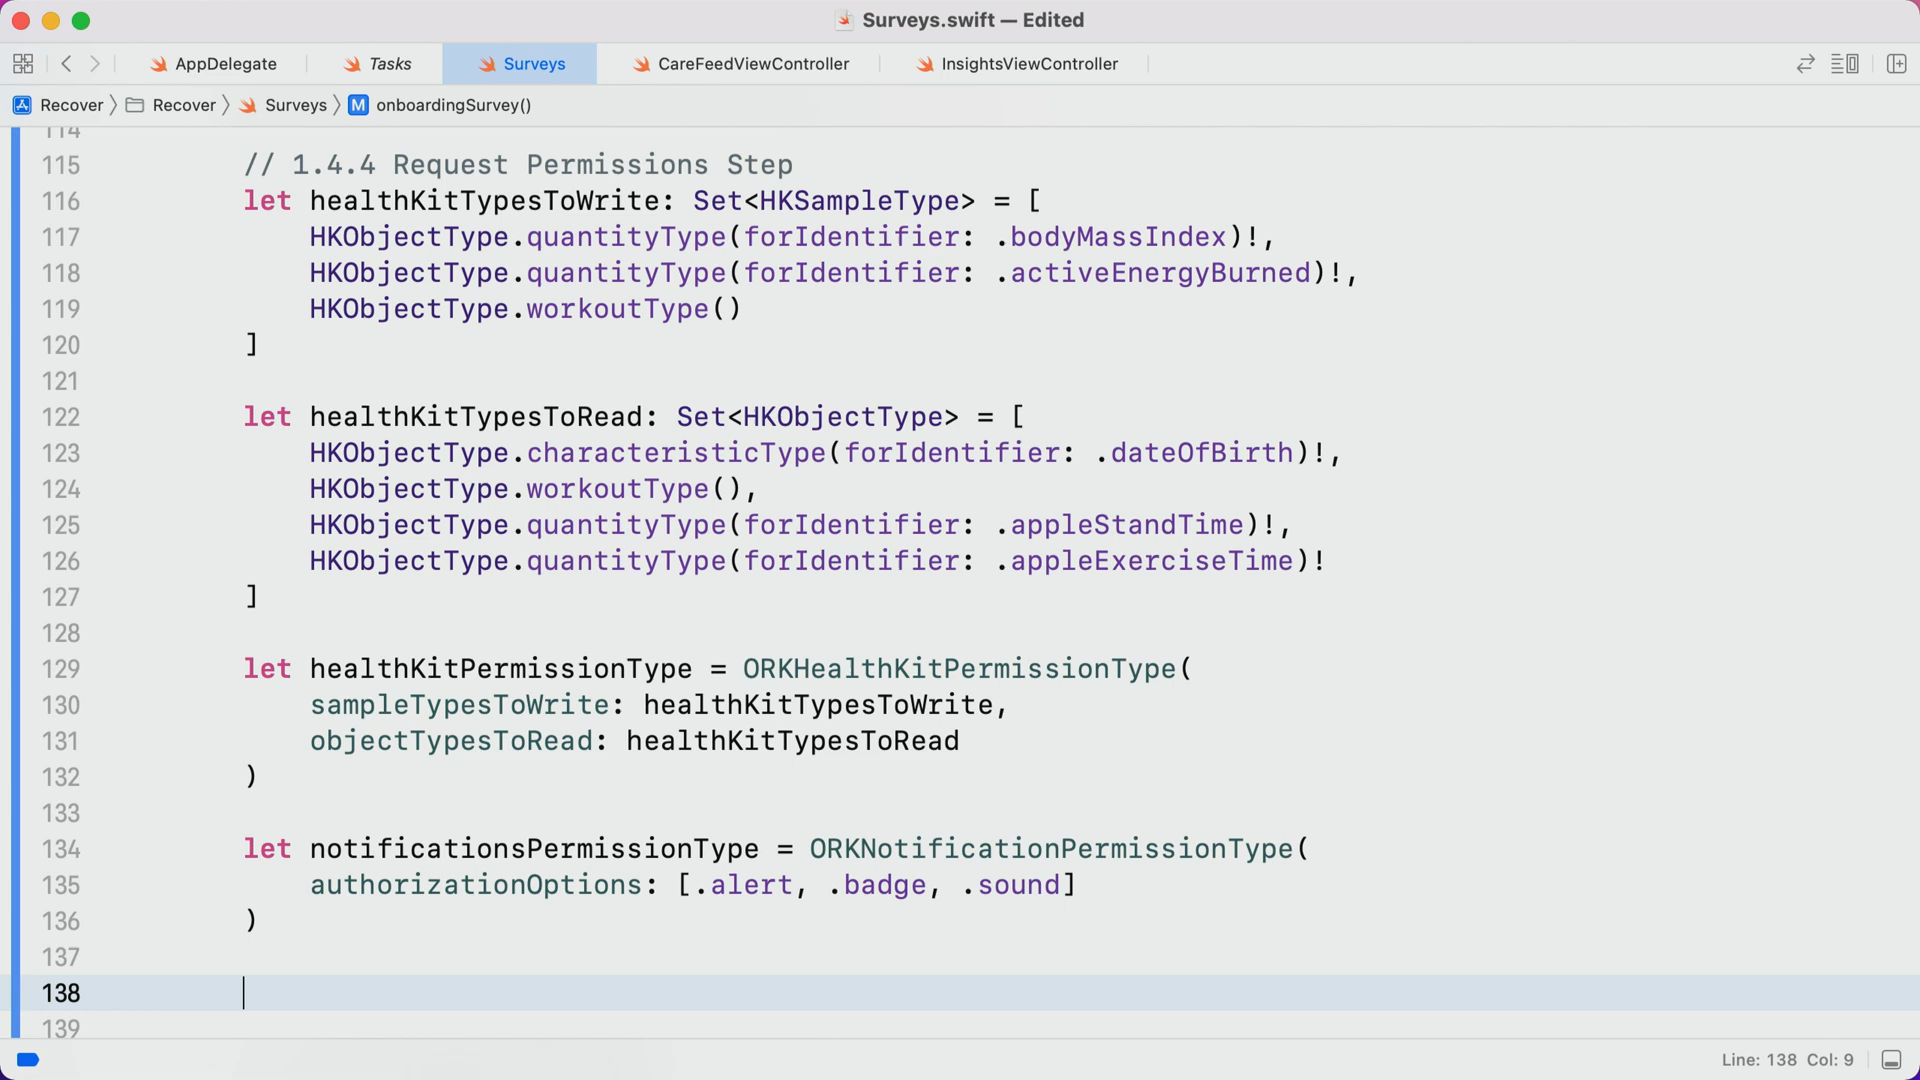 Surveys.swift — Edited
AppDelegate
Tasks
Surveys
CareFeedViewController
InsightsViewController
Recover
Recover
Surveys
M
onboardingSurvey()
114
115 // 1.4.4 Request Permissions Step
116 let healthKitTypesToWrite: Set<HKSampleType> = [
117 HKObjectType.quantityType(forIdentifier: .bodyMassIndex)!,
118 HKObjectType.quantityType(forIdentifier: .activeEnergyBurned)!,
119 HKObjectType.workoutType()
120 ]
121
122 let healthKitTypesToRead: Set<HKObjectType> = [
123 HKObjectType.characteristicType(forIdentifier: .dateOfBirth)!,
124 HKObjectType.workoutType(),
125 HKObjectType.quantityType(forIdentifier: .appleStandTime)!,
126 HKObjectType.quantityType(forIdentifier: .appleExerciseTime)!
127 ]
128
129 let healthKitPermissionType = ORKHealthKitPermissionType(
130 sampleTypesToWrite: healthKitTypesToWrite,
131 objectTypesToRead: healthKitTypesToRead
132 )
133
134 let notificationsPermissionType = ORKNotificationPermissionType(
135 authorizationOptions: [.alert, .badge, .sound]
136 )
137
138
139
Line: 138 Col: 9